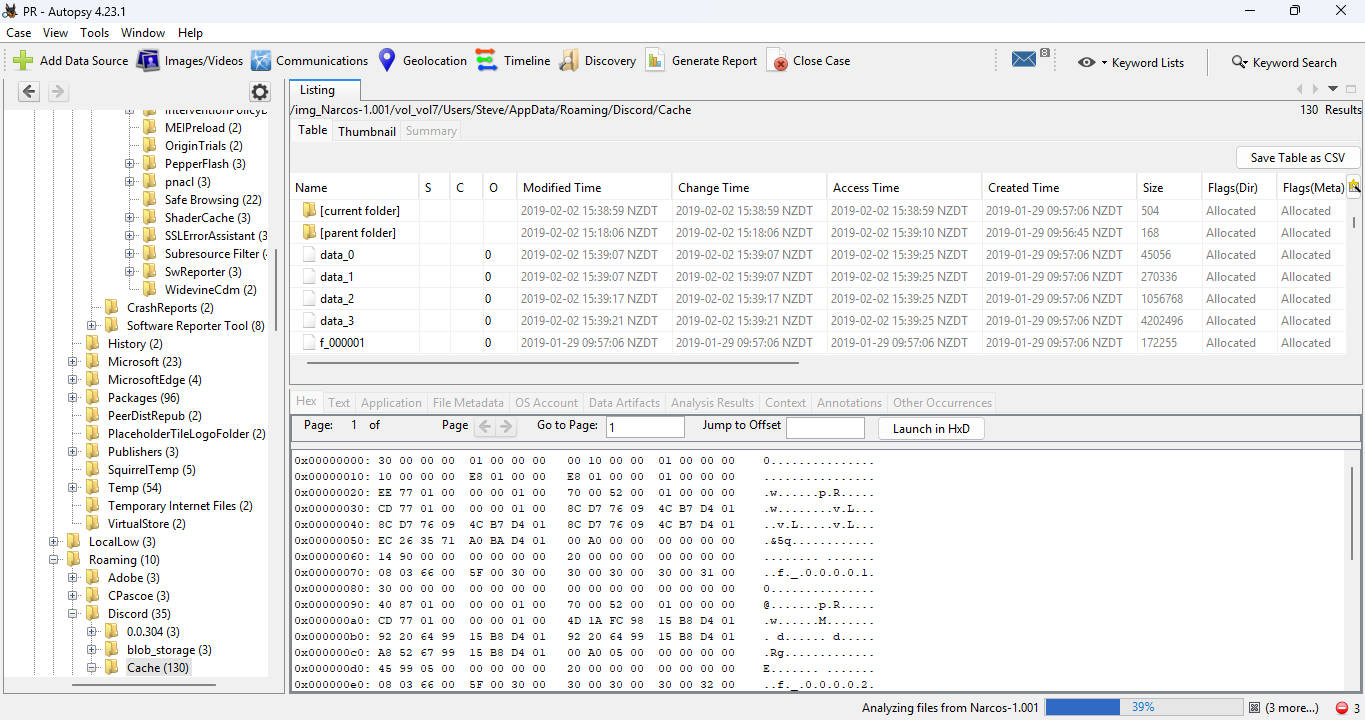 PR - Autopsy 4.23.1
Case View Tools Window Help
Add Data Source Images/Videos Communications Geolocation Timeline Discovery Generate Report Close Case Keyword Lists Keyword Search
Listing
/img_Narcos-1.001/vol_vol7/Users/Steve/AppData/Roaming/Discord/Cache 130 Results
Table Thumbnail Summary
Save Table as CSV
Name S C O Modified Time Change Time Access Time Created Time Size Flags(Dir) Flags(Meta)
[current folder] 2019-02-02 15:38:59 NZDT 2019-02-02 15:38:59 NZDT 2019-02-02 15:38:59 NZDT 2019-01-29 09:57:06 NZDT 504 Allocated Allocated
[parent folder] 2019-02-02 15:18:06 NZDT 2019-02-02 15:18:06 NZDT 2019-02-02 15:39:10 NZDT 2019-01-29 09:56:45 NZDT 168 Allocated Allocated
data_0 0 2019-02-02 15:39:07 NZDT 2019-02-02 15:39:07 NZDT 2019-02-02 15:39:25 NZDT 2019-01-29 09:57:06 NZDT 45056 Allocated Allocated
data_1 0 2019-02-02 15:39:07 NZDT 2019-02-02 15:39:07 NZDT 2019-02-02 15:39:25 NZDT 2019-01-29 09:57:06 NZDT 270336 Allocated Allocated
data_2 0 2019-02-02 15:39:17 NZDT 2019-02-02 15:39:17 NZDT 2019-02-02 15:39:25 NZDT 2019-01-29 09:57:06 NZDT 1056768 Allocated Allocated
data_3 0 2019-02-02 15:39:21 NZDT 2019-02-02 15:39:21 NZDT 2019-02-02 15:39:25 NZDT 2019-01-29 09:57:06 NZDT 4202496 Allocated Allocated
f_000001 0 2019-01-29 09:57:06 NZDT 2019-01-29 09:57:06 NZDT 2019-01-29 09:57:06 NZDT 2019-01-29 09:57:06 NZDT 172255 Allocated Allocated
MEIPreload (2)
OriginTrials (2)
PepperFlash (3)
pnacl (3)
Safe Browsing (22)
ShaderCache (3)
SSLErrorAssistant (3
Subresource Filter (
SwReporter (3)
WidevineCdm (2)
CrashReports (2)
Software Reporter Tool (8)
History (2)
Microsoft (23)
MicrosoftEdge (4)
Packages (96)
PeerDistRepub (2)
PlaceholderTileLogoFolder (2)
Publishers (3)
SquirrelTemp (5)
Temp (54)
Temporary Internet Files (2)
VirtualStore (2)
LocalLow (3)
Roaming (10)
Adobe (3)
CPascoe (3)
Discord (35)
0.0.304 (3)
blob_storage (3)
Cache (130)
Hex Text Application File Metadata OS Account Data Artifacts Analysis Results Context Annotations Other Occurrences
Page: 1 of Page Go to Page: 1 Jump to Offset Launch in HxD
0x00000000: 30 00 00 00 01 00 00 00 00 10 00 00 01 00 00 00 0...............
0x00000010: 10 00 00 00 E8 01 00 00 E8 01 00 00 01 00 00 00 ................
0x00000020: EE 77 01 00 00 00 01 00 70 00 52 00 01 00 00 00 .w......p.R.....
0x00000030: CD 77 01 00 00 00 01 00 8C D7 76 09 4C B7 D4 01 .w........v.L...
0x00000040: 8C D7 76 09 4C B7 D4 01 8C D7 76 09 4C B7 D4 01 ..v.L.....v.L...
0x00000050: EC 26 35 71 A0 BA D4 01 00 A0 00 00 00 00 00 00 .&5q............
0x00000060: 14 90 00 00 00 00 00 00 20 00 00 00 00 00 00 00 ........ .......
0x00000070: 08 03 66 00 5F 00 30 00 30 00 30 00 30 00 31 00 ..f._.0.0.0.0.1.
0x00000080: 30 00 00 00 00 00 00 00 00 00 00 00 00 00 00 00 0...............
0x00000090: 40 87 01 00 00 00 01 00 70 00 52 00 01 00 00 00 @.......p.R.....
0x000000a0: CD 77 01 00 00 00 01 00 4D 1A FC 98 15 B8 D4 01 .w......M.......
0x000000b0: 92 20 64 99 15 B8 D4 01 92 20 64 99 15 B8 D4 01 . d...... d.....
0x000000c0: A8 52 67 99 15 B8 D4 01 00 A0 05 00 00 00 00 00 .Rg.............
0x000000d0: 45 99 05 00 00 00 00 00 20 00 00 00 00 00 00 00 E....... .......
0x000000e0: 08 03 66 00 5F 00 30 00 30 00 30 00 30 00 32 00 ..f._.0.0.0.0.2.
Analyzing files from Narcos-1.001 39% (3 more...) 3